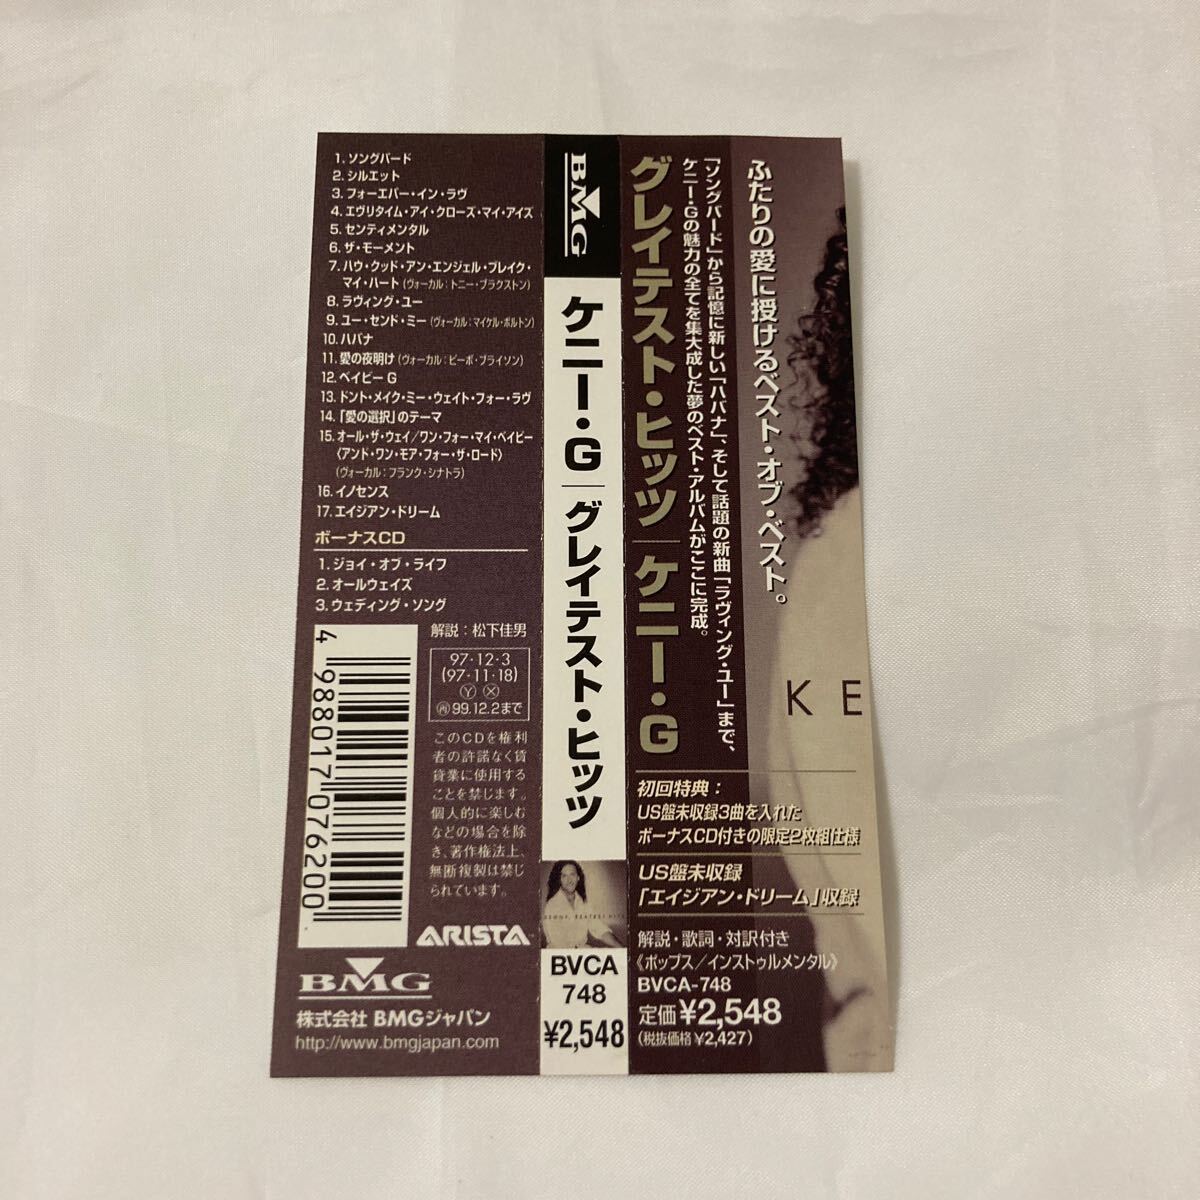 1. ソングバード
2. シルエット
3. フォーエバー・イン・ラヴ
4. エヴリタイム・アイ・クローズ・マイ・アイズ
5. センティメンタル
6. ザ・モーメント
7. ハウ・クッド・アン・エンジェル・ブレイク・
マイ・ハート (ヴォーカル:トニー・ブラクストン)
8. ラヴィング・ユー
9. ユー・センド・ミー (ヴォーカル:マイケル・ボルトン)
10. ハバナ
11. 愛の夜明け (ヴォーカル:ピーボ・ブライソン)
12. ベイビー G
13. ドント・メイク・ミー・ウェイト・フォー・ラヴ
14. 「愛の選択」のテーマ
15. オール・ザ・ウェイ/ワン・フォー・マイ・ベイビー
〈アンド・ワン・モア・フォー・ザ・ロード〉
(ヴォーカル:フランク・シナトラ)
16. イノセンス
17. エイジアン・ドリーム
ボーナスCD
1. ジョイ・オブ・ライフ
2. オールウェイズ
3. ウェディング・ソング
解説:松下佳男
97・12・3
(97・11・18)
Ⓨ Ⓧ
㋐99.12.2まで
このCDを権利
者の許諾なく賃
貸業に使用する
ことを禁じます。
個人的に楽しむ
などの場合を除
き、著作権法上、
無断複製は禁じ
られています。
4 988017 076200
ARISTA
BMG
株式会社 BMGジャパン
http://www.bmgjapan.com
BMG
ケニー・G | グレイテスト・ヒッツ
BVCA
748
¥2,548
ふたりの愛に授けるベスト・オブ・ベスト。
「ソングバード」から記憶に新しい「ハバナ」、そして話題の新曲「ラヴィング・ユー」まで、
ケニー・Gの魅力の全てを集大成した夢のベスト・アルバムがここに完成。
グレイテスト・ヒッツ | ケニー・G
KE
初回特典:
US盤未収録3曲を入れた
ボーナスCD付きの限定2枚組仕様
US盤未収録
「エイジアン・ドリーム」収録
解説・歌詞・対訳付き
《ポップス/インストゥルメンタル》
BVCA-748
定価¥2,548
(税抜価格 ¥2,427)